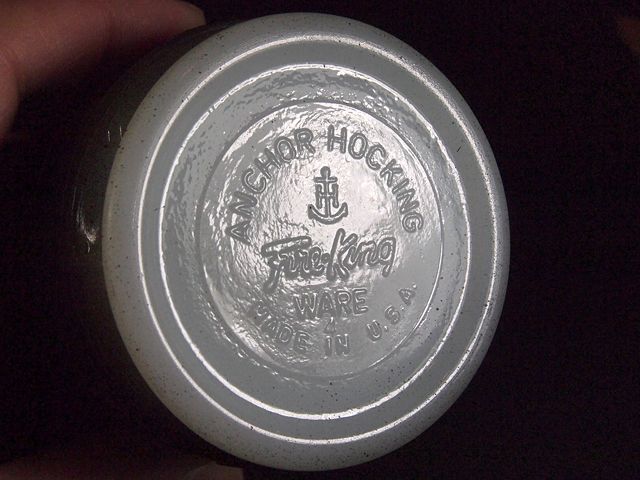 ANCHOR HOCKING
Fire-King
WARE
4
MADE IN U.S.A.